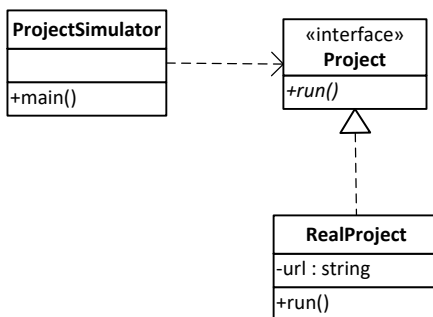 ProjectSimulator
+main()
«interface»
Project
+run()
RealProject
-url : string
+run()